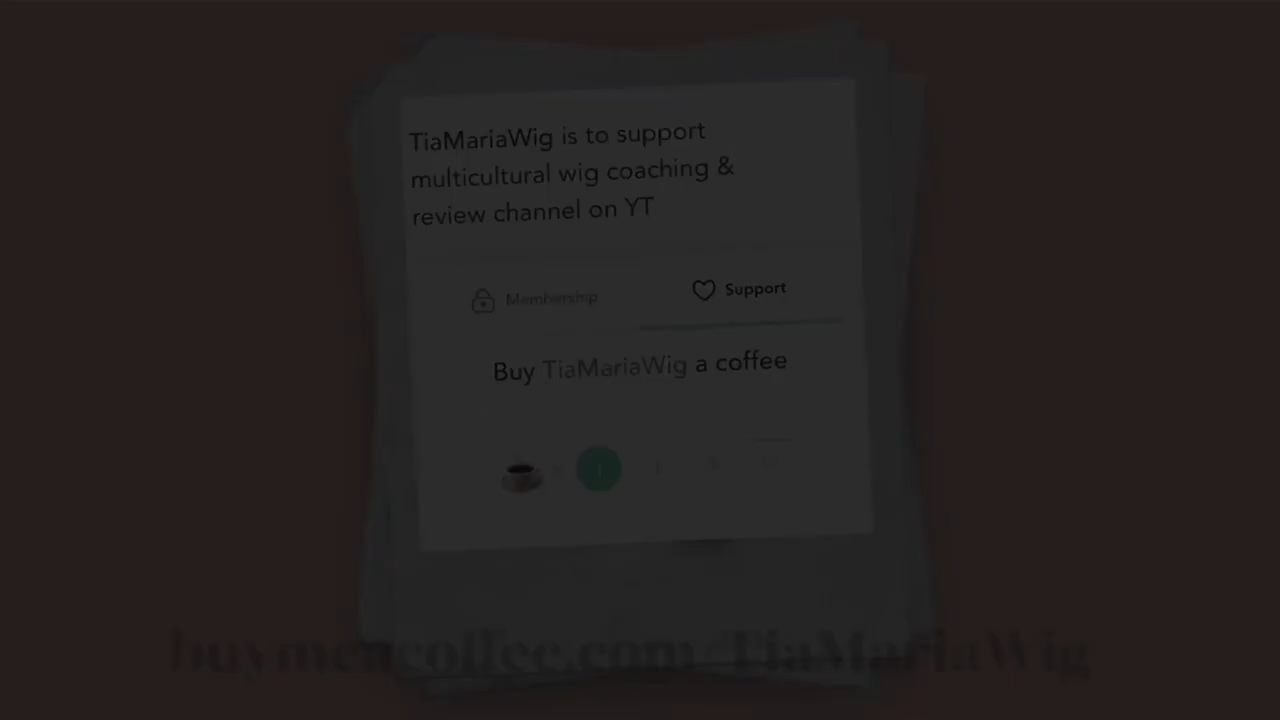 TiaMariaWig is to support
multicultural wig coaching &
review channel on YT
Membership
Support
Buy TiaMariaWig a coffee
buymeacoffee.com/TiaMariaWig